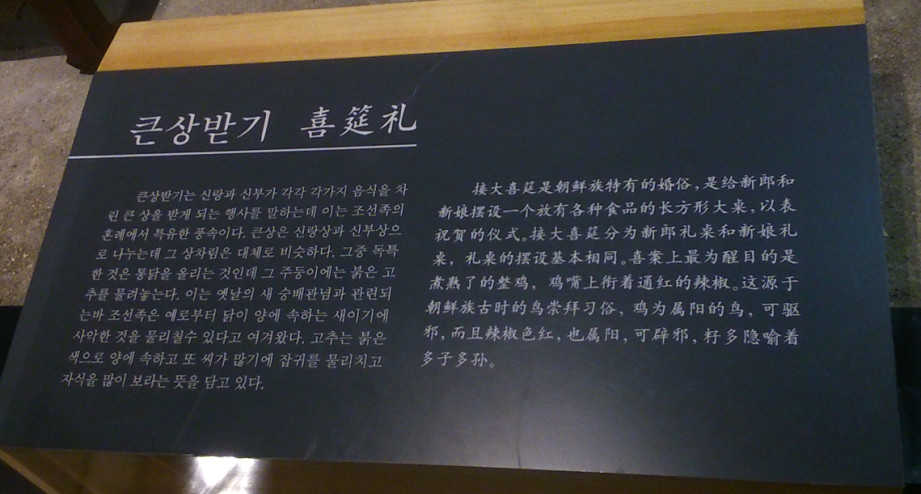 큰상받기 喜筵礼
큰상받기는 신랑과 신부가 각각 각가지 음식을 차
린 큰 상을 받게 되는 행사를 말하는데 이는 조선족의
혼례에서 특유한 풍속이다. 큰상은 신랑상과 신부상으
로 나누는데 그 상차림은 대체로 비슷하다. 그중 독특
한 것은 통닭을 올리는 것인데 그 주둥이에는 붉은 고
추를 물려놓는다. 이는 옛날의 새 숭배관념과 관련되
는바 조선족은 예로부터 닭이 양에 속하는 새이기에
사악한 것을 물리칠수 있다고 여겨왔다. 고추는 붉은
색으로 양에 속하고 또 씨가 많기에 잡귀를 물리치고
자식을 많이 보라는 뜻을 담고 있다.
接大喜筵是朝鲜族特有的婚俗,是给新郎和
新娘摆设一个放有各种食品的长方形大桌,以表
祝贺的仪式。接大喜筵分为新郎礼桌和新娘礼
桌，礼桌的摆设基本相同。喜案上最为醒目的是
煮熟了的整鸡，鸡嘴上衔着通红的辣椒。这源于
朝鲜族古时的鸟崇拜习俗，鸡为属阳的鸟，可驱
邪,而且辣椒色红,也属阳,可辟邪,籽多隐喻着
多子多孙。